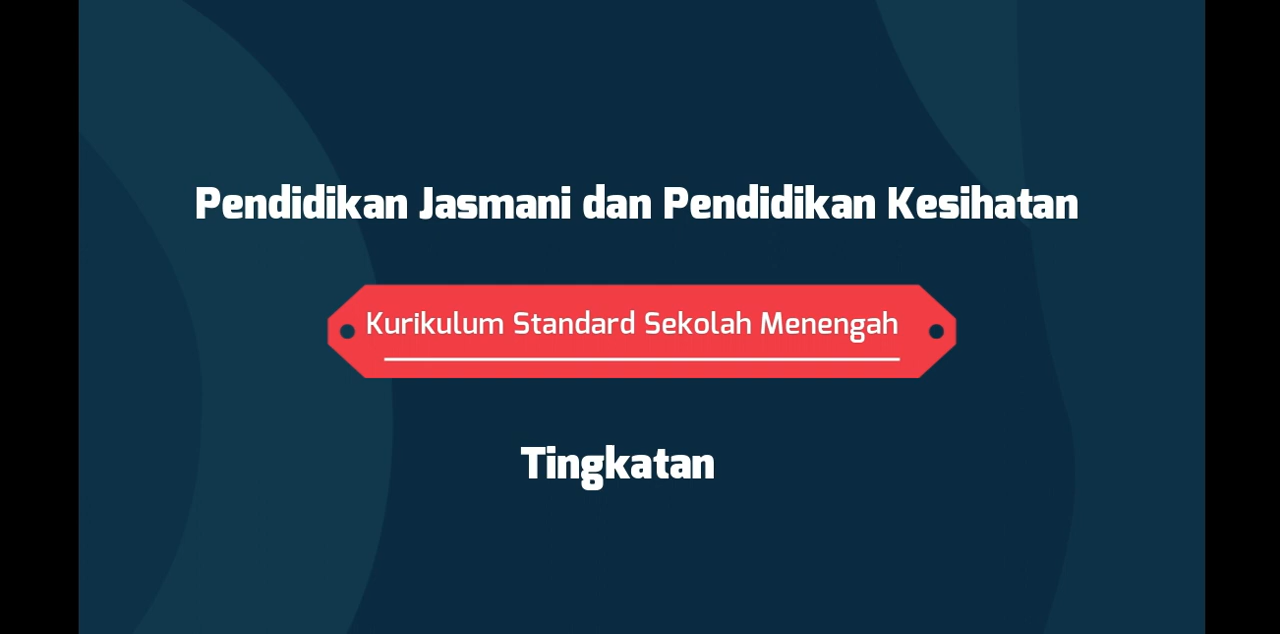 Pendidikan Jasmani dan Pendidikan Kesihatan
Kurikulum Standard Sekolah Menengah
Tingkatan